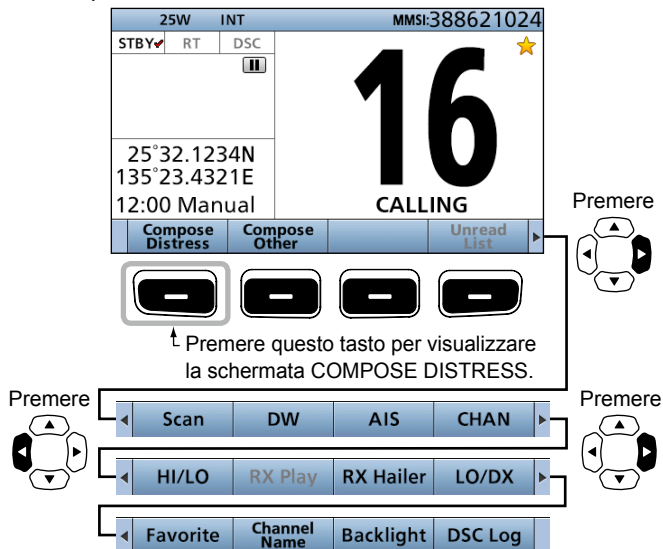 25W INT MMSI:388621024
STBY RT DSC
16
25°32.1234N
135°23.4321E
12:00 Manual
CALLING
Premere
Compose Distress
Compose Other
Unread List
Premere questo tasto per visualizzare
la schermata COMPOSE DISTRESS.
Premere
Premere
Scan DW AIS CHAN
HI/LO RX Play RX Hailer LO/DX
Favorite Channel Name Backlight DSC Log